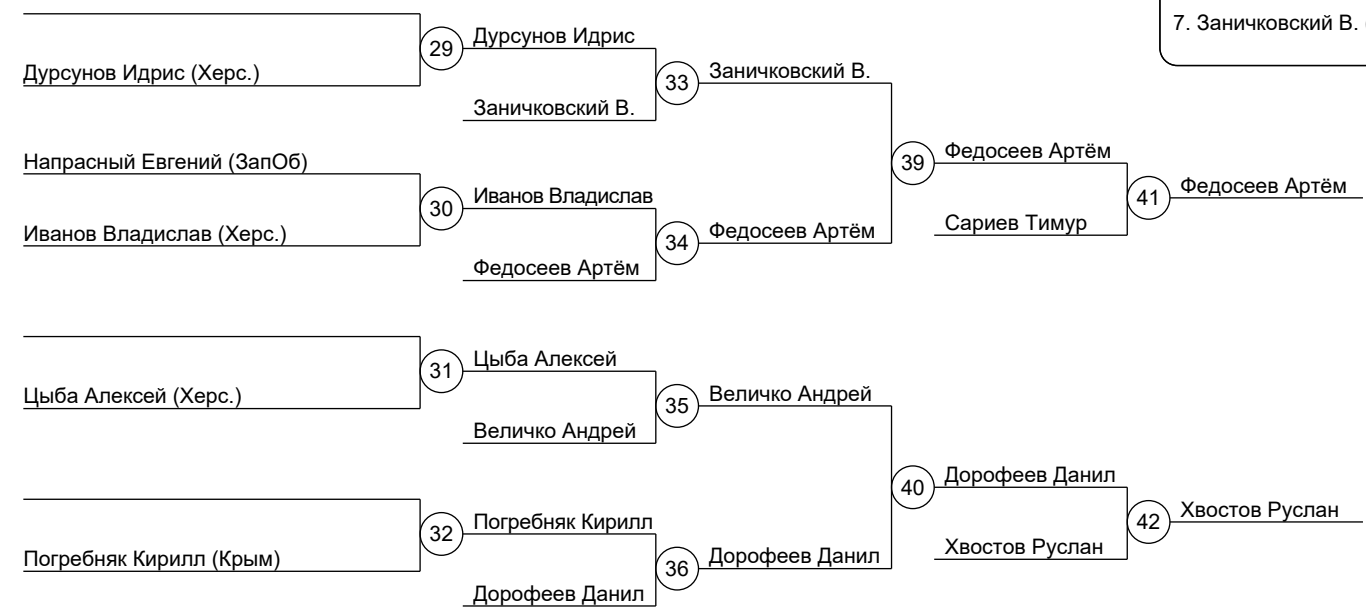 7. Заничковский В.
29
Дурсунов Идрис
Дурсунов Идрис (Херс.)
33
Заничковский В.
Заничковский В.
Напрасный Евгений (ЗапОб)
39
Федосеев Артём
30
Иванов Владислав
41
Федосеев Артём
Иванов Владислав (Херс.)
34
Федосеев Артём
Сариев Тимур
Федосеев Артём
31
Цыба Алексей
Цыба Алексей (Херс.)
35
Величко Андрей
Величко Андрей
40
Дорофеев Данил
32
Погребняк Кирилл
42
Хвостов Руслан
Погребняк Кирилл (Крым)
36
Дорофеев Данил
Хвостов Руслан
Дорофеев Данил